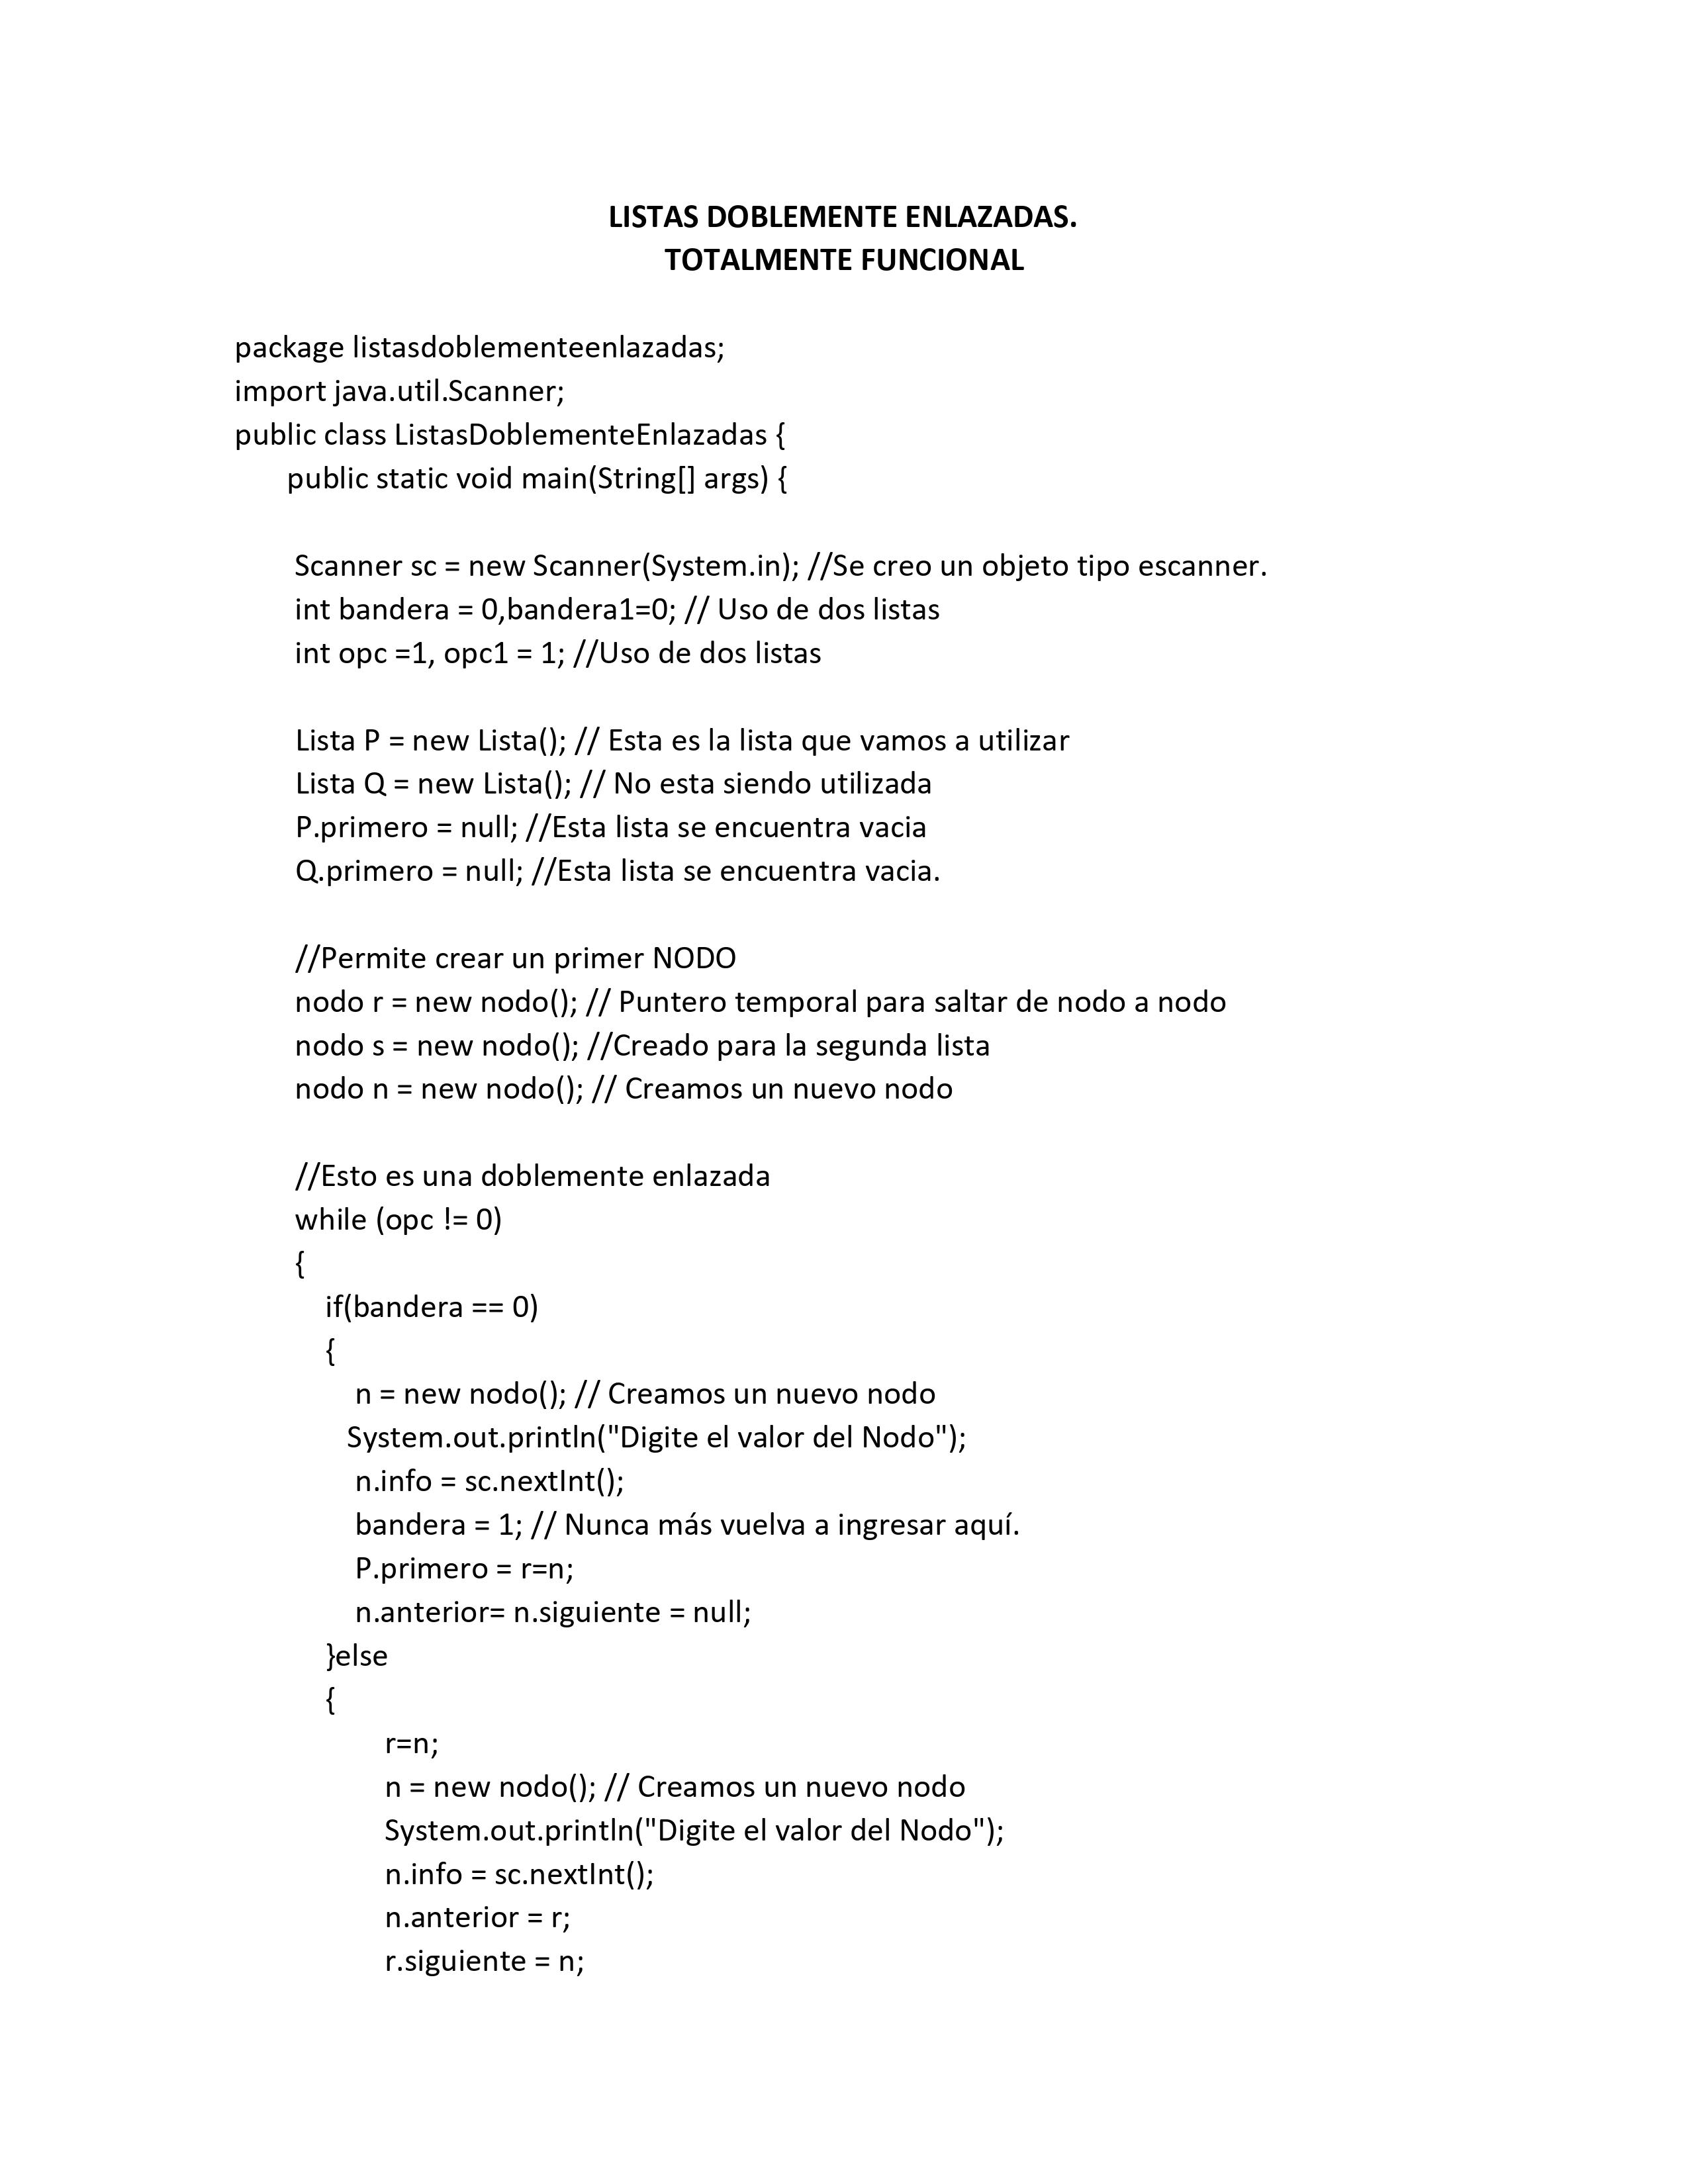 LISTAS DOBLEMENTE ENLAZADAS.
TOTALMENTE FUNCIONAL
package listasdoblementeenlazadas;
import java.util.Scanner;
public class ListasDoblementeEnlazadas {
public static void main(String[] args) {
Scanner sc = new Scanner(System.in); //Se creo un objeto tipo escanner.
int bandera = 0,bandera1=0; // Uso de dos listas
int opc =1, opc1 = 1; //Uso de dos listas
Lista P = new Lista(); // Esta es la lista que vamos a utilizar
Lista Q = new Lista(); // No esta siendo utilizada
P.primero = null; //Esta lista se encuentra vacia
Q.primero = null; //Esta lista se encuentra vacia.
//Permite crear un primer NODO
nodo r = new nodo(); // Puntero temporal para saltar de nodo a nodo
nodo s = new nodo(); //Creado para la segunda lista
nodo n = new nodo(); // Creamos un nuevo nodo
//Esto es una doblemente enlazada
while (opc != 0)
{
if(bandera == 0)
{
n = new nodo(); // Creamos un nuevo nodo
System.out.println("Digite el valor del Nodo");
n.info = sc.nextInt();
bandera = 1; // Nunca más vuelva a ingresar aquí.
P.primero = r=n;
n.anterior= n.siguiente = null;
}else
{
r=n;
n = new nodo(); // Creamos un nuevo nodo
System.out.println("Digite el valor del Nodo");
n.info = sc.nextInt();
n.anterior = r;
r.siguiente = n;